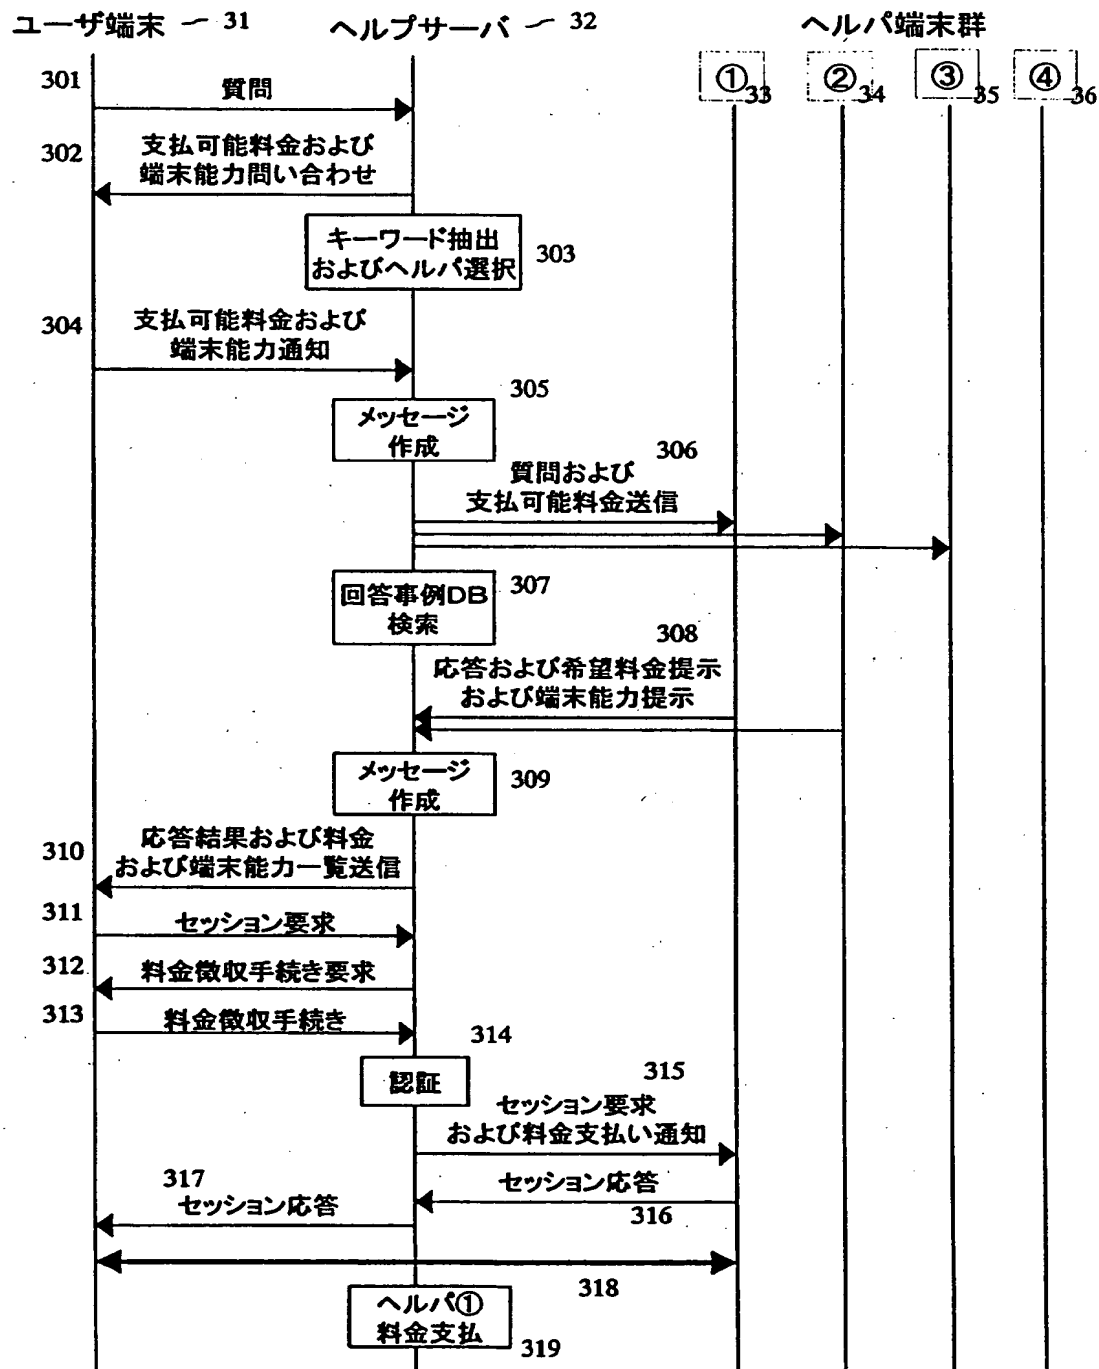 ユーザ端末 31
ヘルプサーバ 32
ヘルパ端末群
① 33
② 34
③ 35
④ 36
301
質問
302
支払可能料金および
端末能力問い合わせ
キーワード抽出
およびヘルパ選択
303
304
支払可能料金および
端末能力通知
305
メッセージ
作成
306
質問および
支払可能料金送信
回答事例DB
検索
307
308
応答および希望料金提示
および端末能力提示
メッセージ
作成
309
310
応答結果および料金
および端末能力一覧送信
311
セッション要求
312
料金徴収手続き要求
313
料金徴収手続き
314
認証
315
セッション要求
および料金支払い通知
セッション応答
316
317
セッション応答
318
ヘルパ①
料金支払
319